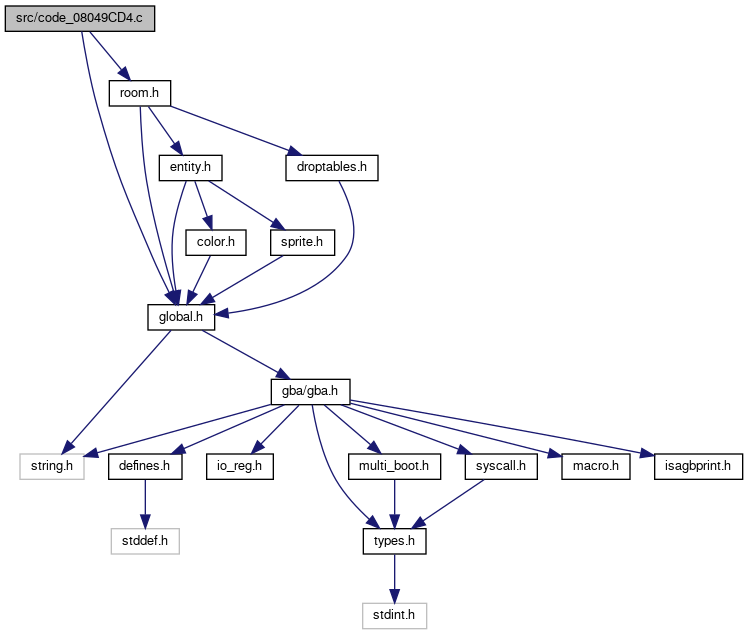 src/code_08049CD4.c
room.h
entity.h
droptables.h
color.h
sprite.h
global.h
gba/gba.h
string.h
defines.h
io_reg.h
multi_boot.h
syscall.h
macro.h
isagbprint.h
stddef.h
types.h
stdint.h